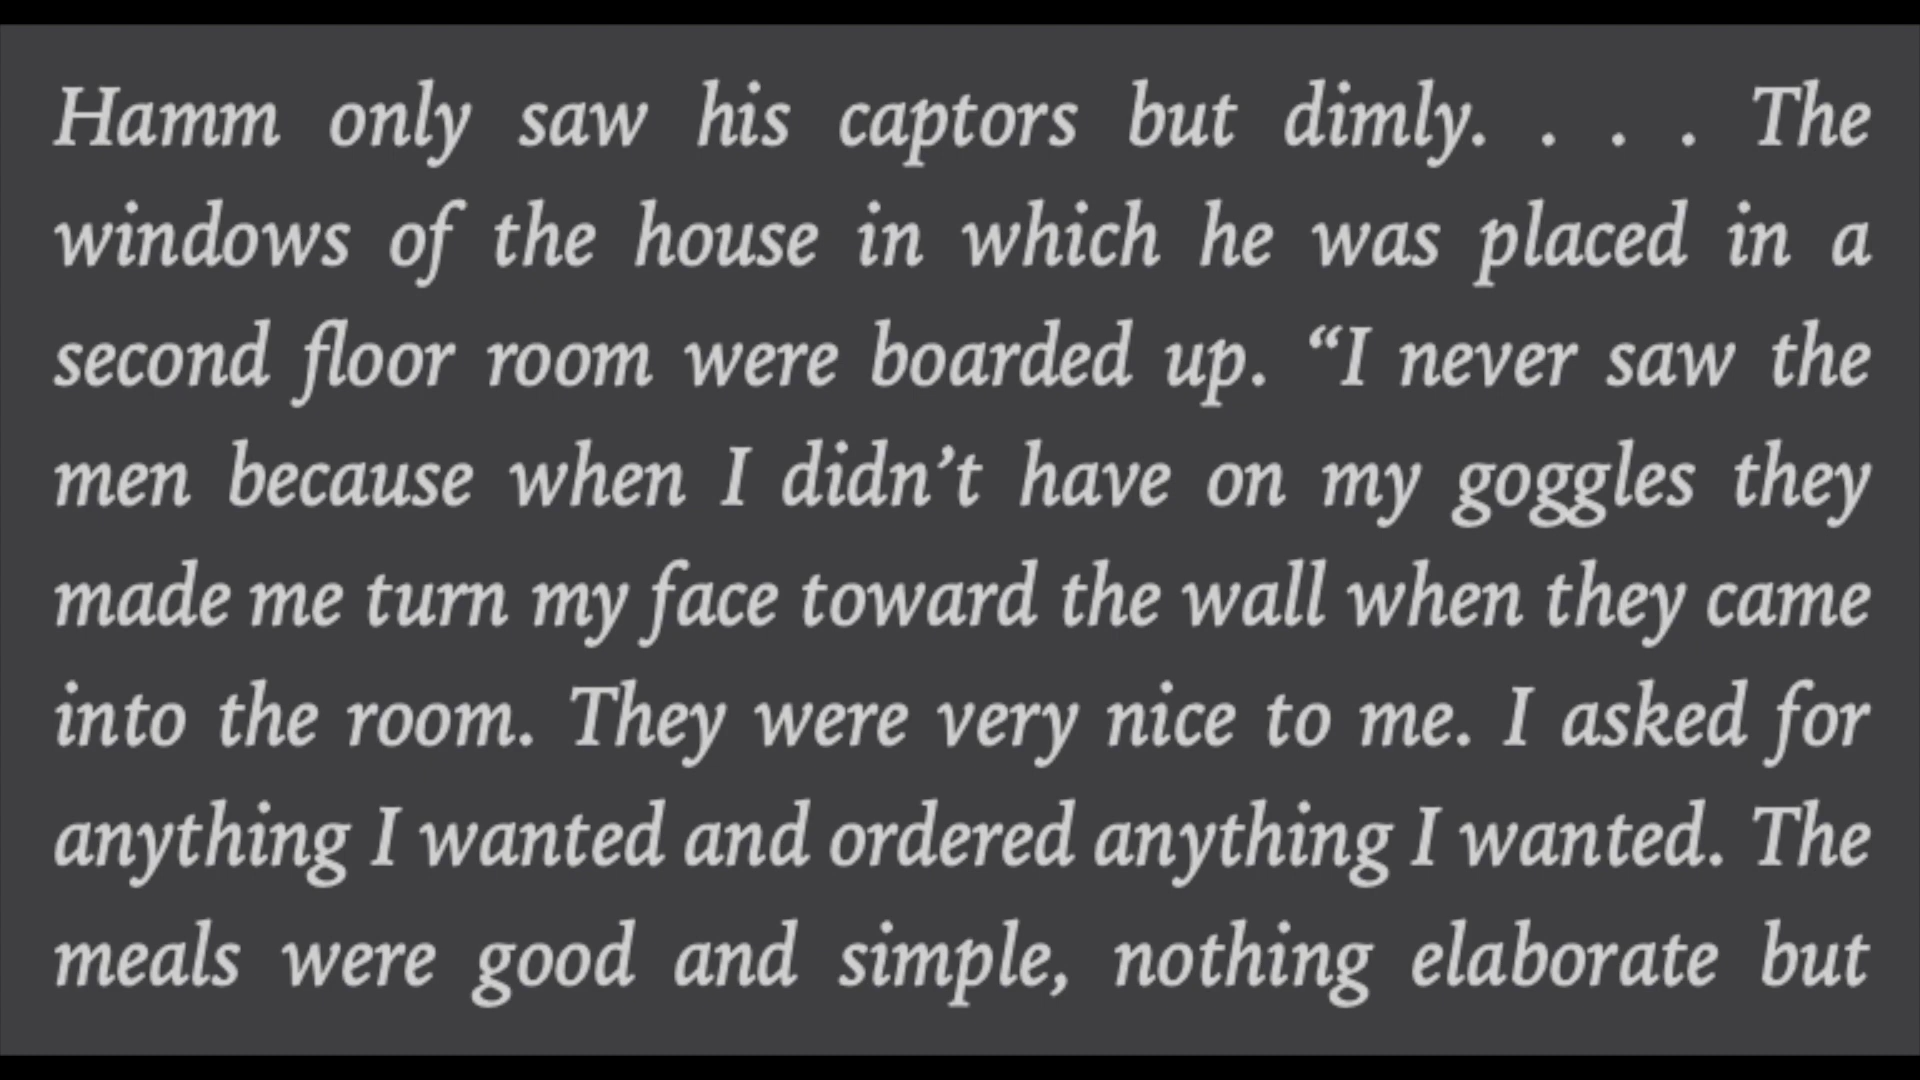 Hamm only saw his captors but dimly. . . . The
windows of the house in which he was placed in a
second floor room were boarded up. “I never saw the
men because when I didn’t have on my goggles they
made me turn my face toward the wall when they came
into the room. They were very nice to me. I asked for
anything I wanted and ordered anything I wanted. The
meals were good and simple, nothing elaborate but